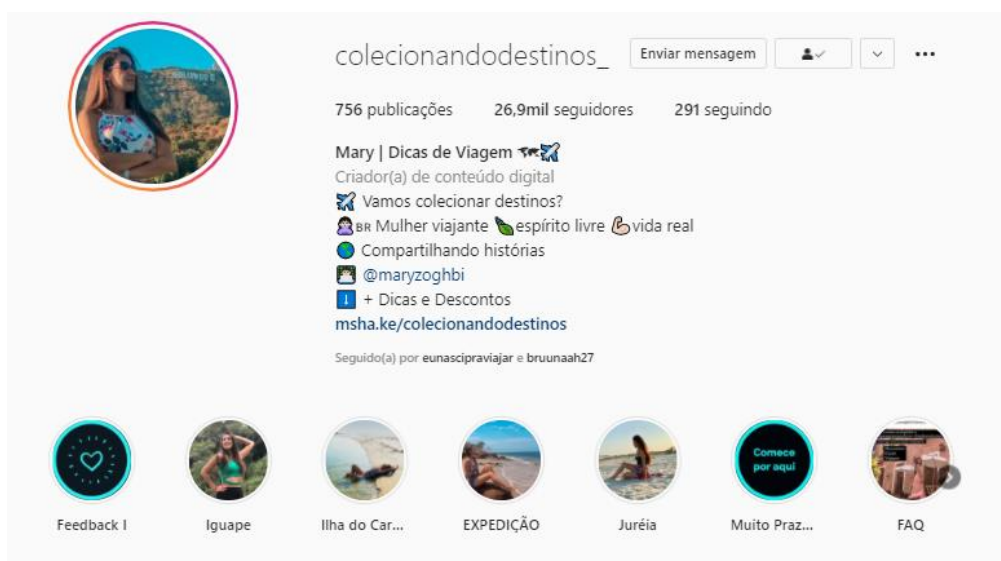 colecionandodestinos_ Enviar mensagem
756 publicações 26,9mil seguidores 291 seguindo
Mary | Dicas de Viagem 🗺✈
Criador(a) de conteúdo digital
✈ Vamos colecionar destinos?
🙍🏻‍♀️BR Mulher viajante 🍃espírito livre 💪🏻vida real
🌎 Compartilhando histórias
👩🏻‍💻 @maryzoghbi
⬇ + Dicas e Descontos
msha.ke/colecionandodestinos
Seguido(a) por eunascipraviajar e bruunaah27
Comece
por aqui
Feedback I Iguape Ilha do Car... EXPEDIÇÃO Juréia Muito Praz... FAQ